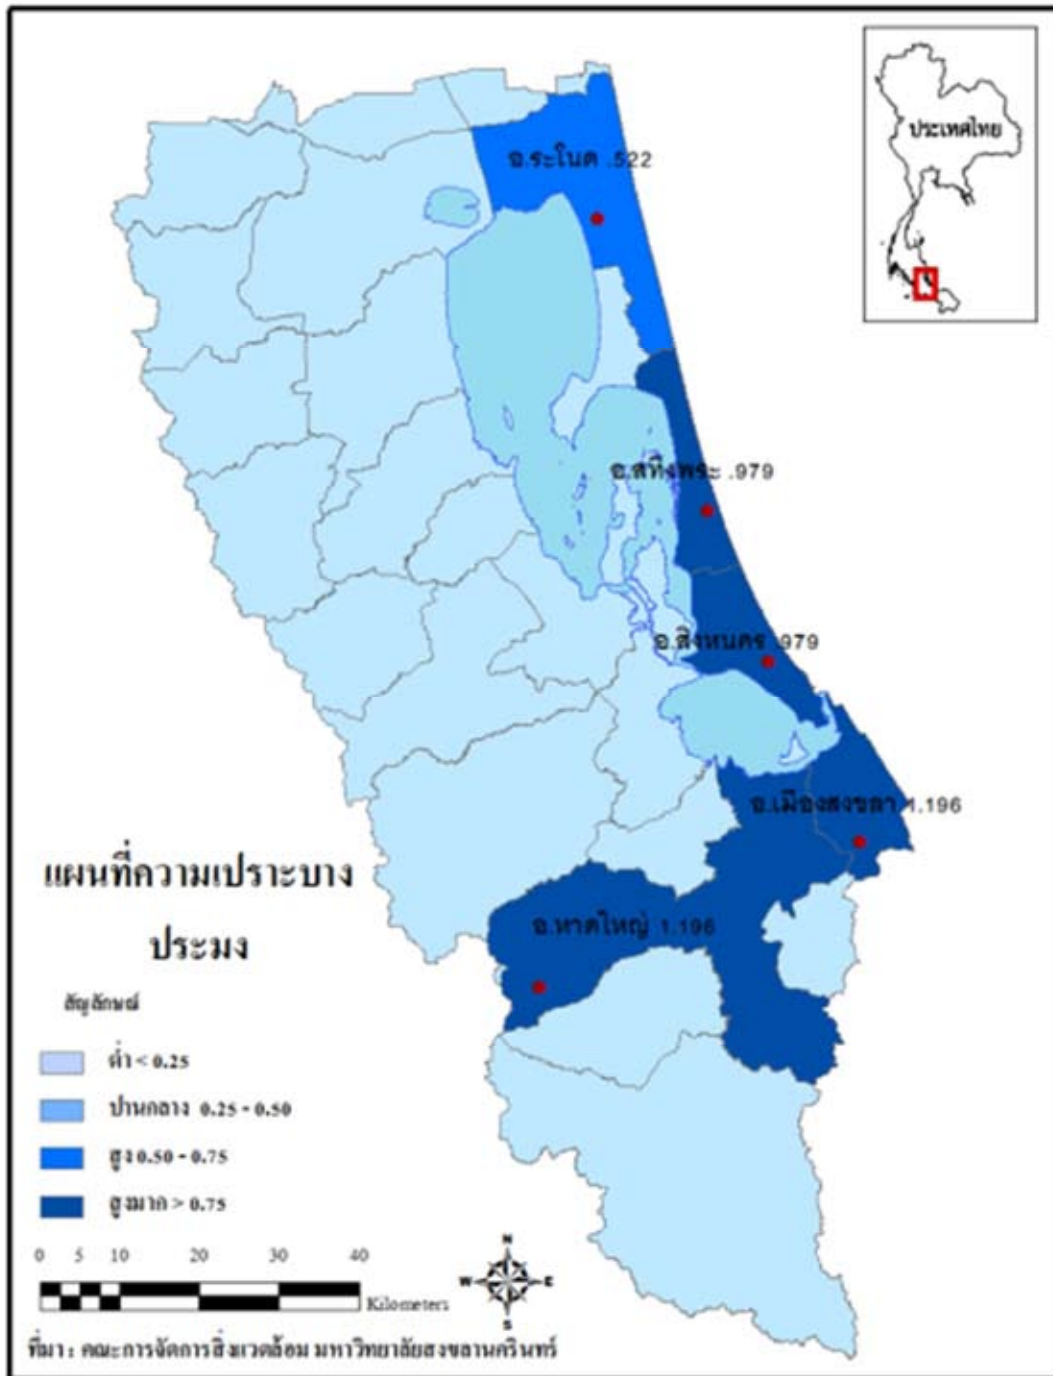 ประเทศไทย
อ.ระโนด .522
อ.สทิงพระ .979
อ.สิงหนคร .979
อ.เมืองสงขลา 1.196
อ.หาดใหญ่ 1.196
แผนที่ความเปราะบาง
ประมง
สัญลักษณ์
ต่ำ < 0.25
ปานกลาง 0.25 - 0.50
สูง 0.50 - 0.75
สูงมาก > 0.75
0 5 10 20 30 40
Kilometers
N
W E
S
ที่มา : คณะการจัดการสิ่งแวดล้อม มหาวิทยาลัยสงขลานครินทร์